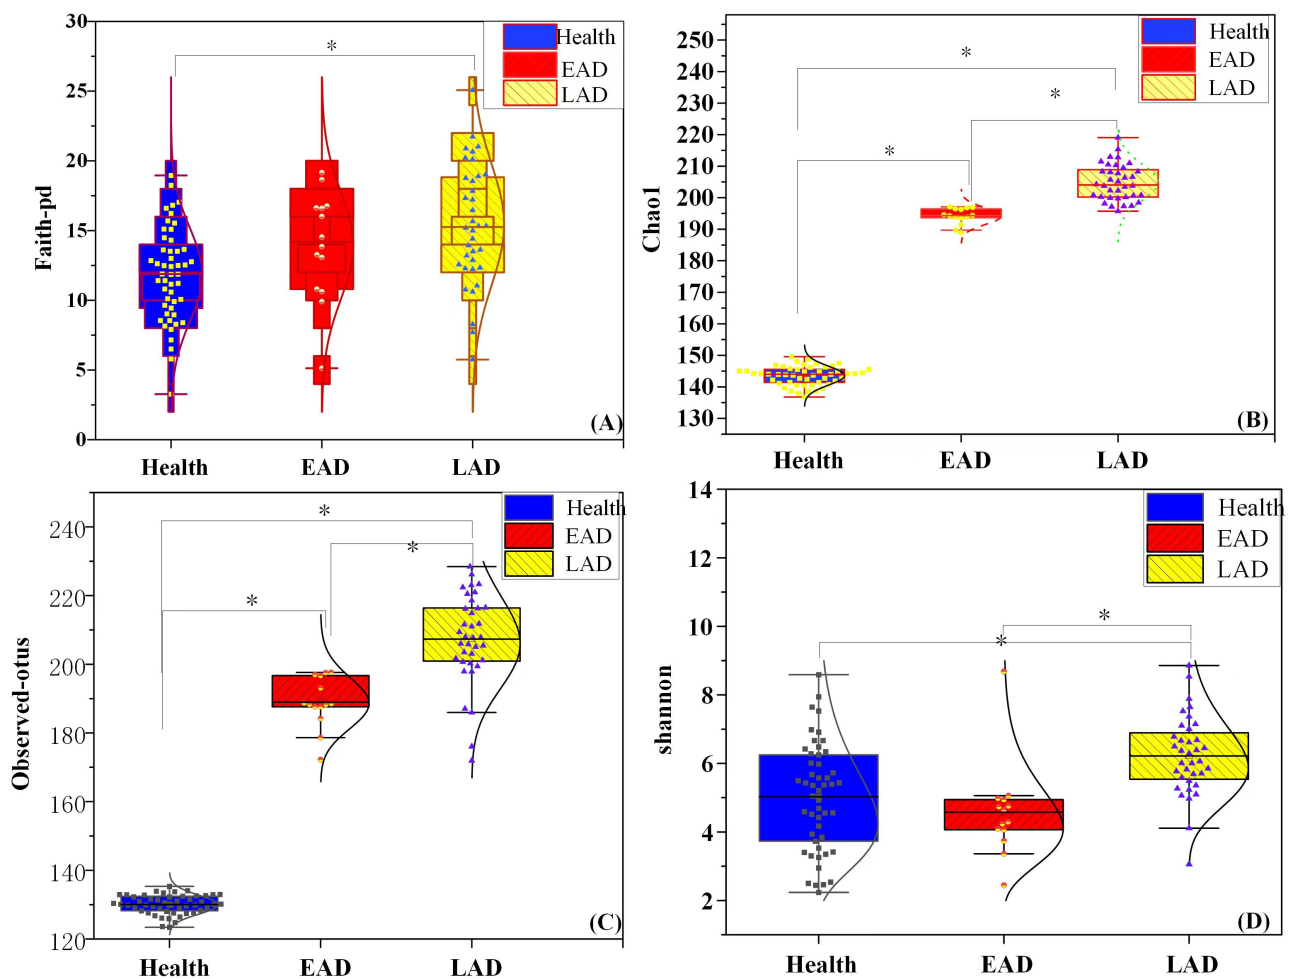 30
25
20
15
10
5
0
Faith-pd
*
Health
EAD
LAD
(A)
Health
EAD
LAD
250
240
230
220
210
200
190
180
170
160
150
140
130
Chao1
*
*
*
Health
EAD
LAD
(B)
Health
EAD
LAD
240
220
200
180
160
140
120
Observed-otus
*
*
*
Health
EAD
LAD
(C)
Health
EAD
LAD
14
12
10
8
6
4
2
shannon
*
*
Health
EAD
LAD
(D)
Health
EAD
LAD